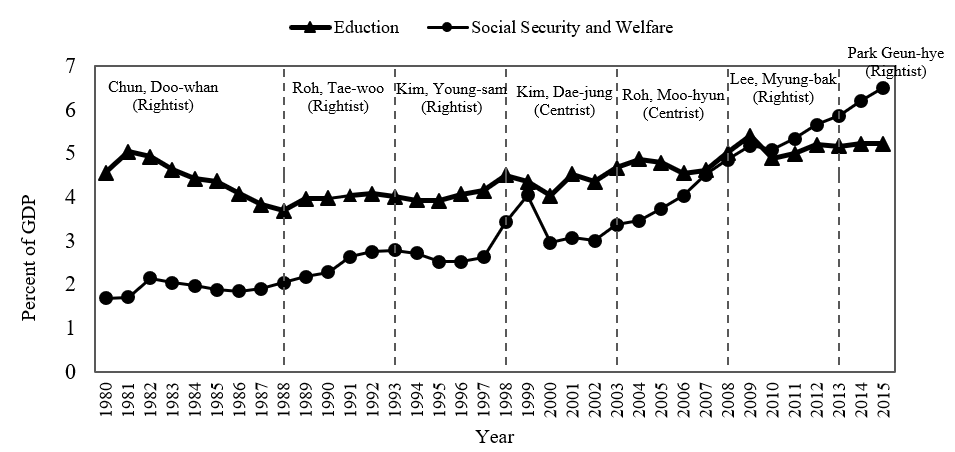 Eduction
Social Security and Welfare
Percent of GDP
7
6
5
4
3
2
1
0
Chun, Doo-whan
(Rightist)
Roh, Tae-woo
(Rightist)
Kim, Young-sam
(Rightist)
Kim, Dae-jung
(Centrist)
Roh, Moo-hyun
(Centrist)
Lee, Myung-bak
(Rightist)
Park Geun-hye
(Rightist)
1980
1981
1982
1983
1984
1985
1986
1987
1988
1989
1990
1991
1992
1993
1994
1995
1996
1997
1998
1999
2000
2001
2002
2003
2004
2005
2006
2007
2008
2009
2010
2011
2012
2013
2014
2015
Year